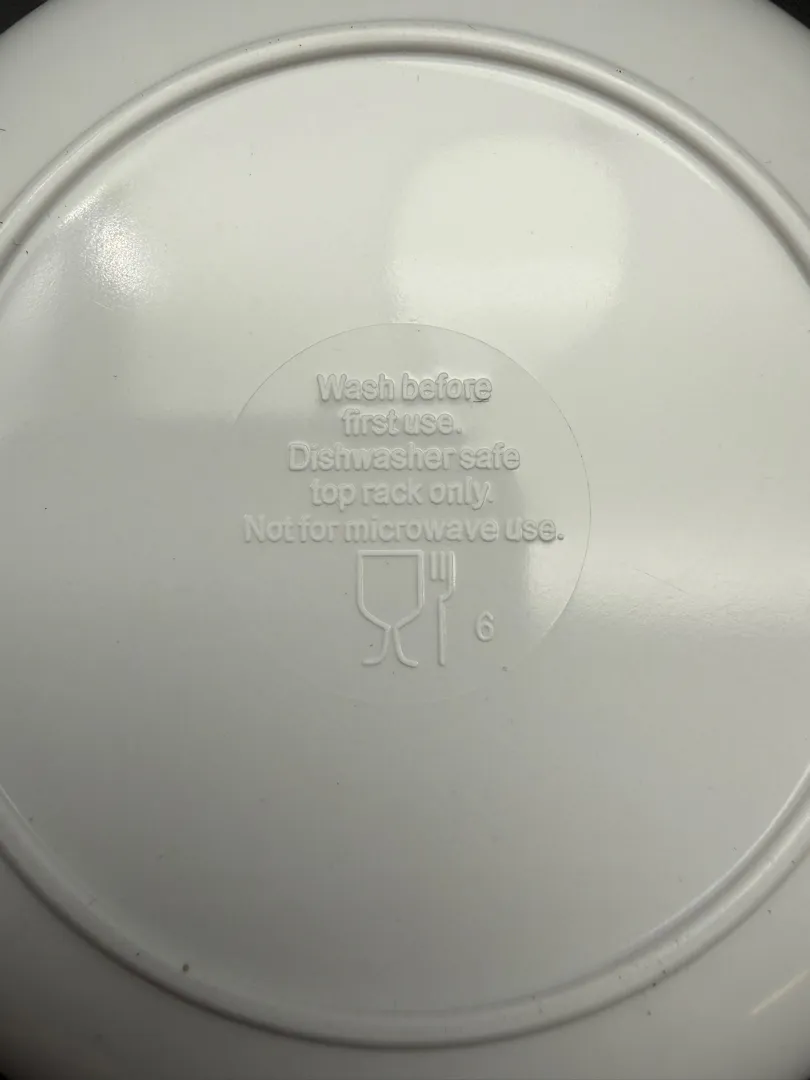 Wash before
first use.
Dishwasher safe
top rack only.
Not for microwave use.
6